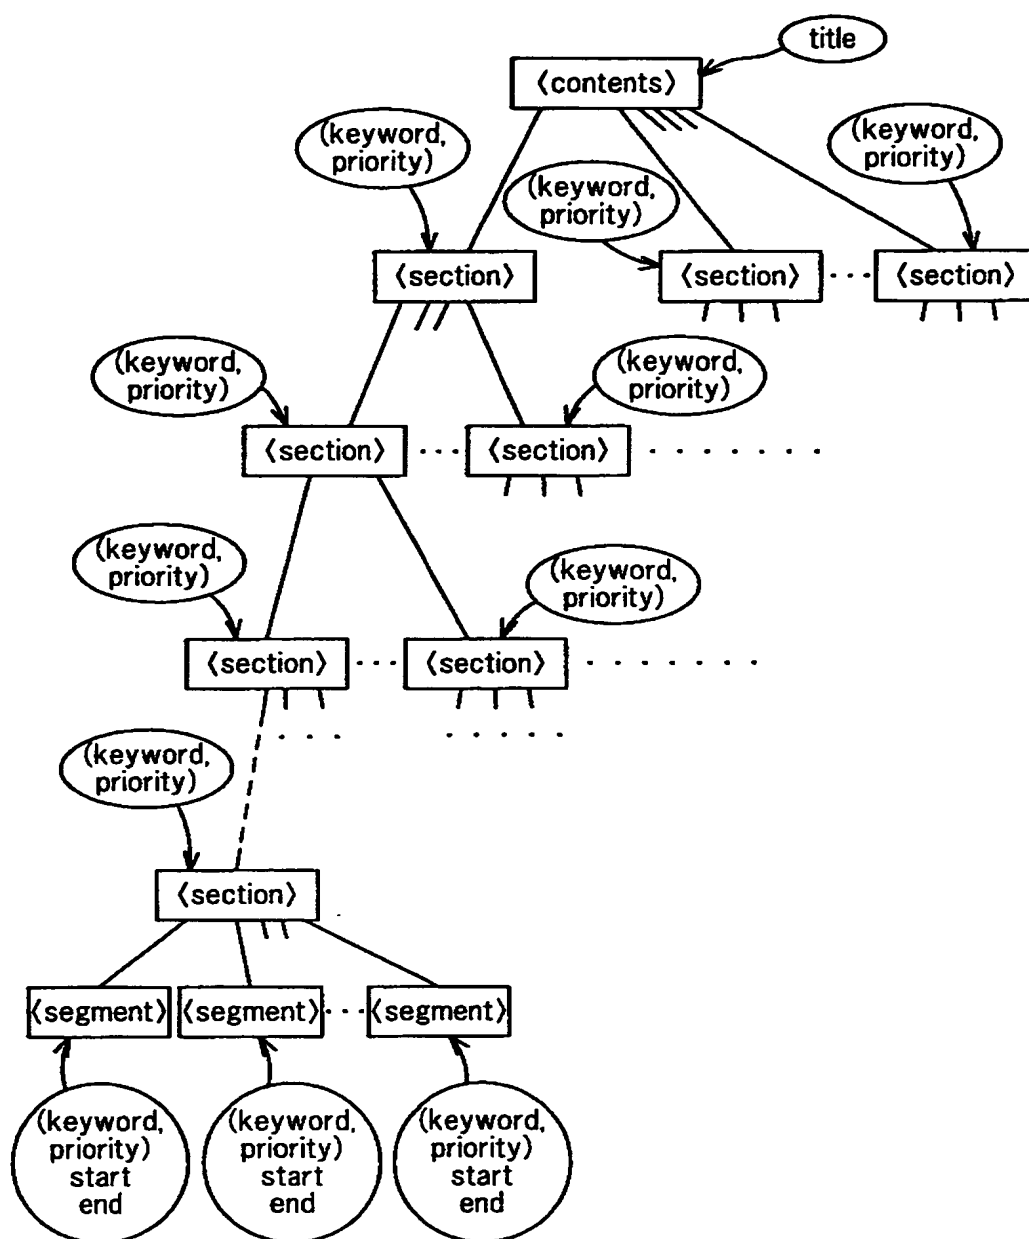 title
〈contents〉
(keyword,
priority)
(keyword,
priority)
(keyword,
priority)
〈section〉
〈section〉
〈section〉
(keyword,
priority)
(keyword,
priority)
〈section〉
〈section〉
(keyword,
priority)
(keyword,
priority)
〈section〉
〈section〉
(keyword,
priority)
〈section〉
〈segment〉
〈segment〉
〈segment〉
(keyword,
priority)
start
end
(keyword,
priority)
start
end
(keyword,
priority)
start
end